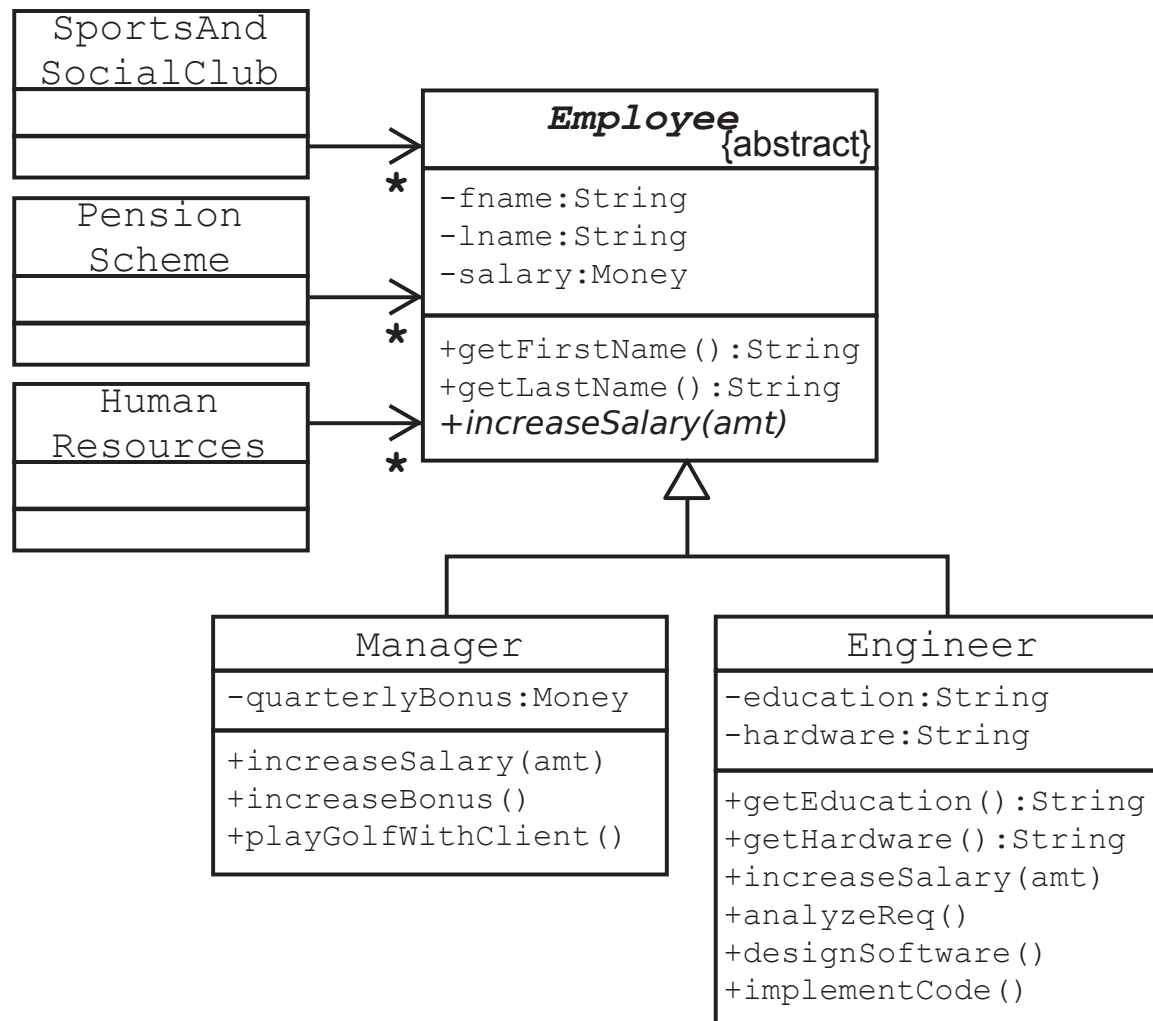 SportsAnd
SocialClub
*
Pension
Scheme
*
Human
Resources
*
Employee
{abstract}
-fname:String
-lname:String
-salary:Money
+getFirstName():String
+getLastName():String
+increaseSalary(amt)
Manager
-quarterlyBonus:Money
+increaseSalary(amt)
+increaseBonus()
+playGolfWithClient()
Engineer
-education:String
-hardware:String
+getEducation():String
+getHardware():String
+increaseSalary(amt)
+analyzeReq()
+designSoftware()
+implementCode()